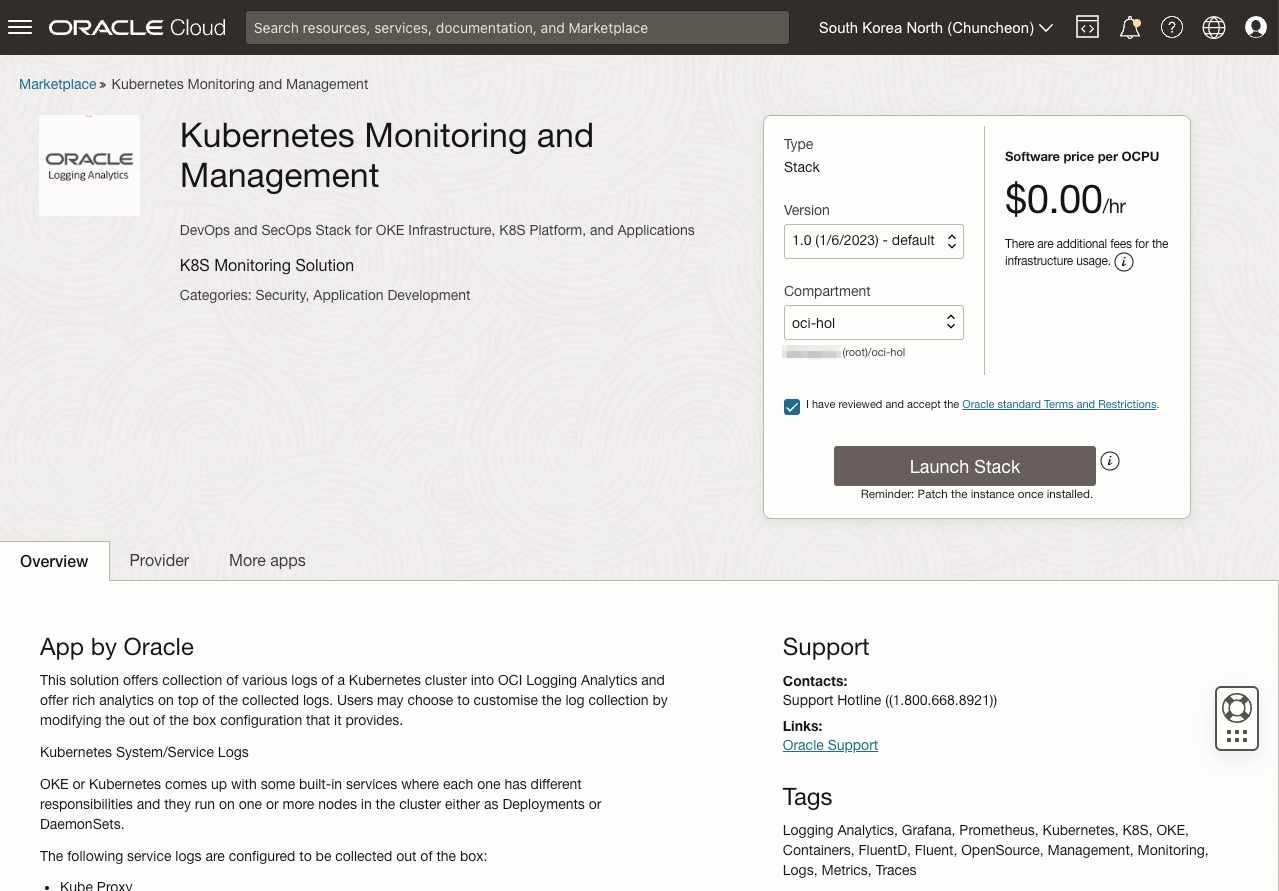 ORACLE Cloud
Search resources, services, documentation, and Marketplace
South Korea North (Chuncheon)
Marketplace » Kubernetes Monitoring and Management
ORACLE
Logging Analytics
Kubernetes Monitoring and
Management
DevOps and SecOps Stack for OKE Infrastructure, K8S Platform, and Applications
K8S Monitoring Solution
Categories: Security, Application Development
Type
Stack
Version
1.0 (1/6/2023) - default
Compartment
oci-hol
(root)/oci-hol
Software price per OCPU
$0.00/hr
There are additional fees for the
infrastructure usage.
I have reviewed and accept the Oracle standard Terms and Restrictions.
Launch Stack
Reminder: Patch the instance once installed.
Overview
Provider
More apps
App by Oracle
This solution offers collection of various logs of a Kubernetes cluster into OCI Logging Analytics and
offer rich analytics on top of the collected logs. Users may choose to customise the log collection by
modifying the out of the box configuration that it provides.
Kubernetes System/Service Logs
OKE or Kubernetes comes up with some built-in services where each one has different
responsibilities and they run on one or more nodes in the cluster either as Deployments or
DaemonSets.
The following service logs are configured to be collected out of the box:
• Kube Proxy
Support
Contacts:
Support Hotline ((1.800.668.8921))
Links:
Oracle Support
Tags
Logging Analytics, Grafana, Prometheus, Kubernetes, K8S, OKE,
Containers, FluentD, Fluent, OpenSource, Management, Monitoring,
Logs, Metrics, Traces